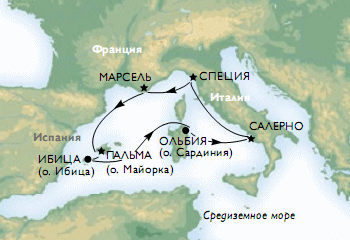 Франция
МАРСЕЛЬ
СПЕЦИЯ
Италия
САЛЕРНО
Испания
ИБИЦА
(о. Ибица)
ПАЛЬМА
(о. Майорка)
ОЛЬБИЯ
(о. Сардиния)
Средиземное море